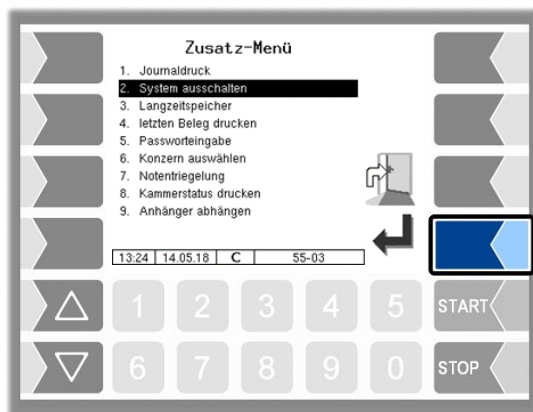 Zusatz-Menü
1. Journaldruck
2. System ausschalten
3. Langzeitspeicher
4. letzten Beleg drucken
5. Passworteingabe
6. Konzern auswählen
7. Notentriegelung
8. Kammerstatus drucken
9. Anhänger abhängen
13:24 14.05.18 C 55-03
1 2 3 4 5 START
6 7 8 9 0 STOP